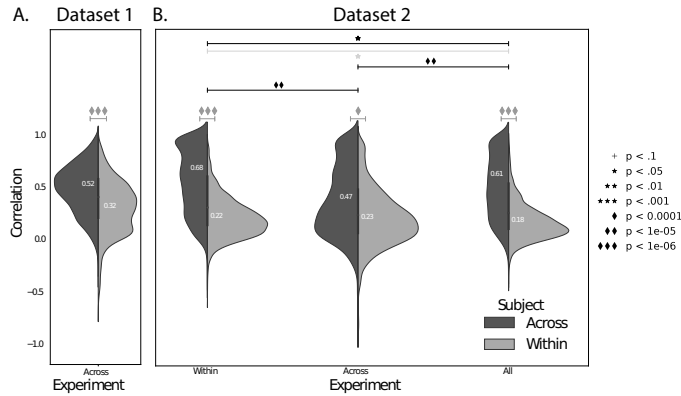 A. Dataset 1 B. Dataset 2
Correlation
1.0
0.5
0.0
−0.5
−1.0
0.52
0.32
0.68
0.22
0.47
0.23
0.61
0.18
p < .1
p < .05
p < .01
p < .001
p < 0.0001
p < 1e-05
p < 1e-06
Subject
Across
Within
Across
Experiment
Within Across All
Experiment